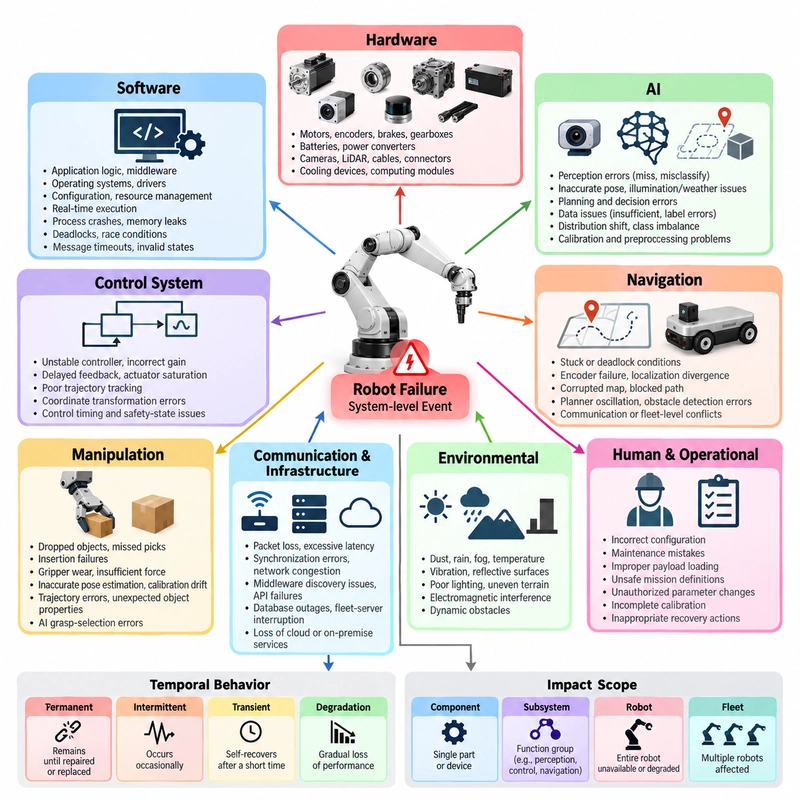 Hardware
• Motors, encoders, brakes, gearboxes
• Batteries, power converters
• Cameras, LiDAR, cables, connectors
• Cooling devices, computing modules
Software
</>
• Application logic, middleware
• Operating systems, drivers
• Configuration, resource management
• Real-time execution
• Process crashes, memory leaks
• Deadlocks, race conditions
• Message timeouts, invalid states
AI
• Perception errors (miss, misclassify)
• Inaccurate pose, illumination/weather issues
• Planning and decision errors
• Data issues (insufficient, label errors)
• Distribution shift, class imbalance
• Calibration and preproccessing problems
Control System
• Unstable controller, incorrect gain
• Delayed feedback, actuator saturation
• Poor trajectory tracking
• Coordinate transformation errors
• Control timing and safety-state issues
Navigation
• Stuck or deadlock conditions
• Encoder failure, localization divergence
• Corrupted map, blocked path
• Planner oscillation, obstacle detection errors
• Communication or fleet-level conflicts
Robot Failure
System-level Event
Manipulation
• Dropped objects, missed picks
• Insertion failures
• Gripper wear, insufficient force
• Inaccurate pose estimation, calibration drift
• Trajectory errors, unexpected object
properties
• AI grasp-selection errors
Communication &
Infrastructure
• Packet loss, excessive latency
• Synchronization errors,
network congestion
• Middleware discovery issues,
API failures
• Database outages, fleet-server
interruption
• Loss of cloud or on-premise
services
Environmental
• Dust, rain, fog, temperature
• Vibration, reflective surfaces
• Poor lighting, uneven terrain
• Electromagnetic interference
• Dynamic obstacles
Human & Operational
• Incorrect configuration
• Maintenance mistakes
• Improper payload loading
• Unsafe mission definitions
• Unauthorized parameter changes
• Incomplete calibration
• Inappropriate recovery actions
Temporal Behavior
Permanent
Remains
until repaired
or replaced
Intermittent
Occurs
occasionally
Transient
Self-recovers
after a short time
Degradation
Gradual loss
of performance
Impact Scope
Component
Single part
or device
Subsystem
Function group
(e.g., perception,
control, navigation)
Robot
Entire robot
unavailable or degraded
Fleet
Multiple robots
affected